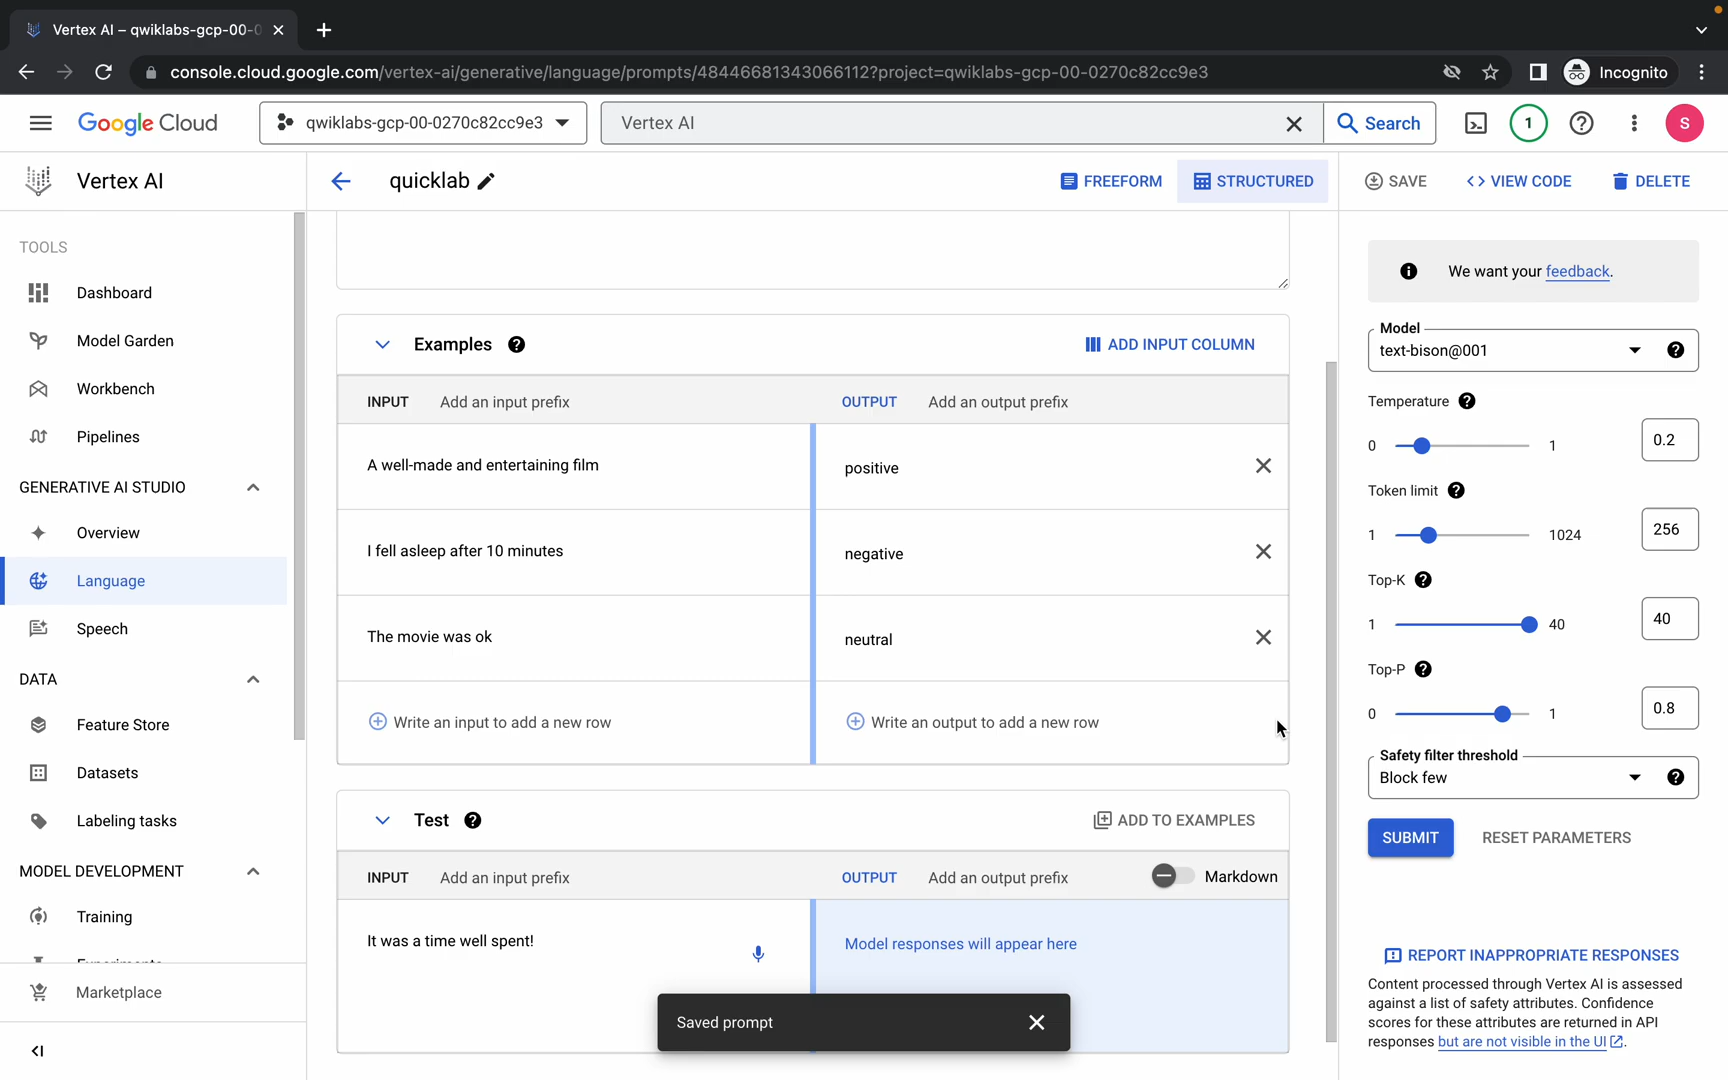 Vertex AI – qwiklabs-gcp-00-0
console.cloud.google.com/vertex-ai/generative/language/prompts/48446681343066112?project=qwiklabs-gcp-00-0270c82cc9e3
Incognito
Google Cloud
qwiklabs-gcp-00-0270c82cc9e3
Vertex AI
Search
1
S
Vertex AI
quicklab
FREEFORM
STRUCTURED
SAVE
VIEW CODE
DELETE
TOOLS
Dashboard
Model Garden
Workbench
Pipelines
GENERATIVE AI STUDIO
Overview
Language
Speech
DATA
Feature Store
Datasets
Labeling tasks
MODEL DEVELOPMENT
Training
Experiments
Marketplace
Examples
ADD INPUT COLUMN
INPUT Add an input prefix OUTPUT Add an output prefix
A well-made and entertaining film positive
I fell asleep after 10 minutes negative
The movie was ok neutral
Write an input to add a new row Write an output to add a new row
Test
ADD TO EXAMPLES
INPUT Add an input prefix OUTPUT Add an output prefix Markdown
It was a time well spent! Model responses will appear here
Saved prompt
We want your feedback.
Model
text-bison@001
Temperature
0 1 0.2
Token limit
1 1024 256
Top-K
1 40 40
Top-P
0 1 0.8
Safety filter threshold
Block few
SUBMIT RESET PARAMETERS
REPORT INAPPROPRIATE RESPONSES
Content processed through Vertex AI is assessed
against a list of safety attributes. Confidence
scores for these attributes are returned in API
responses but are not visible in the UI.